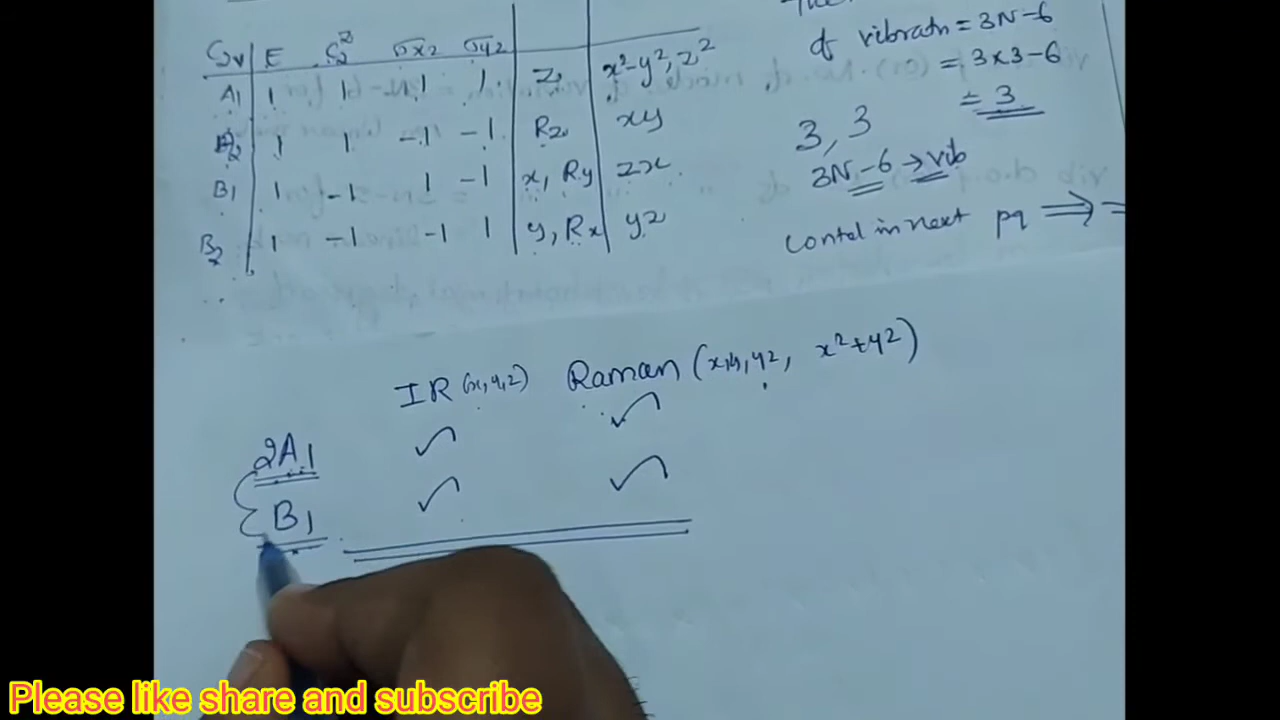 of vibratn = 3N-6
Cv E C2^z σxz σyz
= 3x3-6
A1 1 1 1 1 z x²-y², z²
= 3
A2 1 1 -1 -1 Rz xy
3, 3
B1 1 -1 1 -1 x, Ry zx
3N-6 → vib
B2 1 -1 -1 1 y, Rx yz
contd in next pg ⇒
IR (x,y,z) Raman (xy,yz, x²+y²)
2A1 ✓ ✓
B1 ✓ ✓
Please like share and subscribe